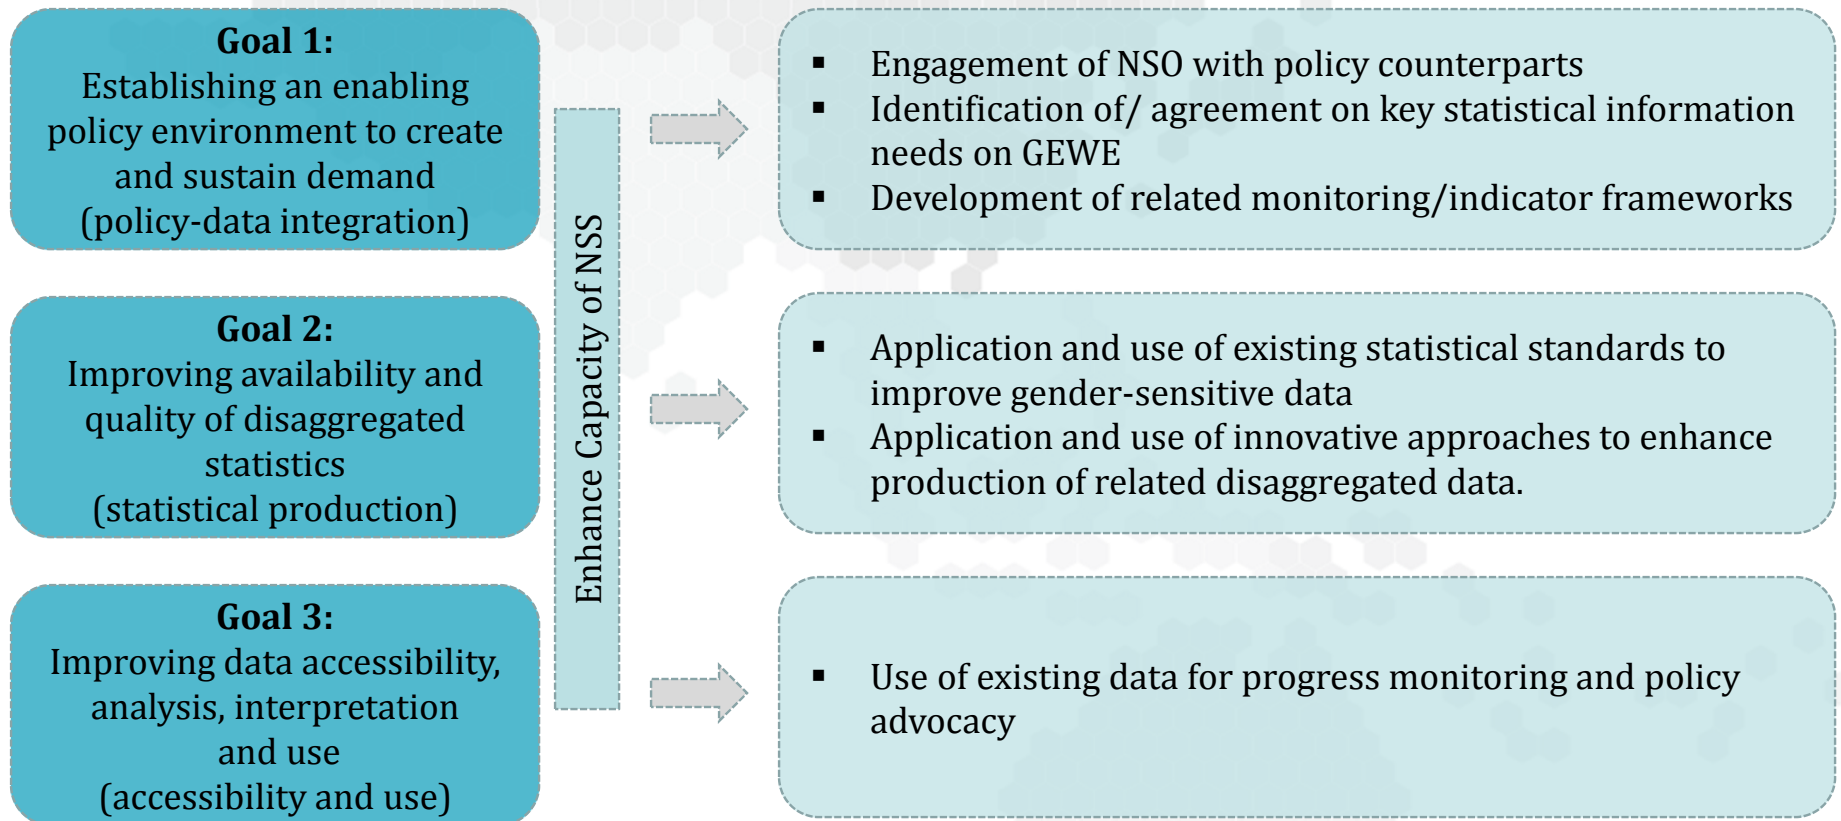 Goal 1:
Establishing an enabling
policy environment to create
and sustain demand
(policy-data integration)
▪ Engagement of NSO with policy counterparts
▪ Identification of/ agreement on key statistical information
needs on GEWE
▪ Development of related monitoring/indicator frameworks
Enhance Capacity of NSS
Goal 2:
Improving availability and
quality of disaggregated
statistics
(statistical production)
▪ Application and use of existing statistical standards to
improve gender-sensitive data
▪ Application and use of innovative approaches to enhance
production of related disaggregated data.
Goal 3:
Improving data accessibility,
analysis, interpretation
and use
(accessibility and use)
▪ Use of existing data for progress monitoring and policy
advocacy